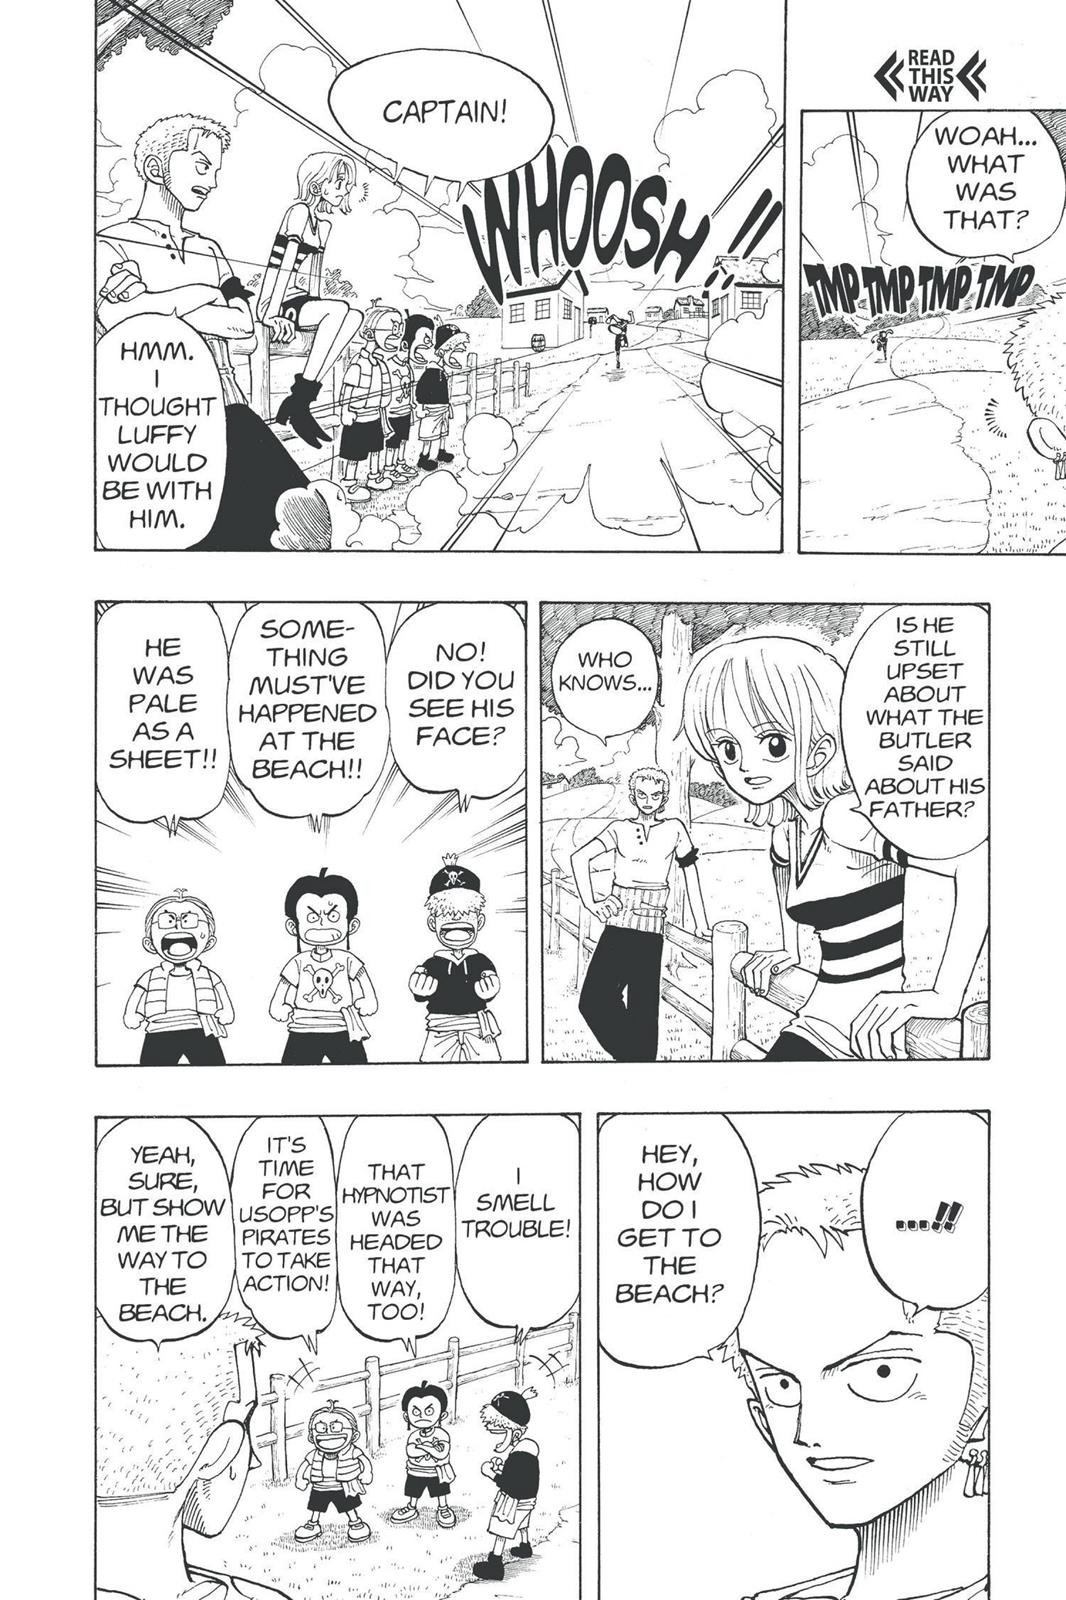 READ
THIS
WAY
WOAH...
WHAT
WAS
THAT?
TMP TMP TMP TMP
CAPTAIN!
WHOOSH!!
HMM.
I
THOUGHT
LUFFY
WOULD
BE WITH
HIM.
IS HE
STILL
UPSET
ABOUT
WHAT THE
BUTLER
SAID
ABOUT HIS
FATHER?
WHO
KNOWS...
NO!
DID YOU
SEE HIS
FACE?
SOME-
THING
MUST'VE
HAPPENED
AT THE
BEACH!!
HE
WAS
PALE
AS A
SHEET!!
....!!
HEY,
HOW
DO I
GET TO
THE
BEACH?
I
SMELL
TROUBLE!
THAT
HYPNOTIST
WAS
HEADED
THAT
WAY,
TOO!
IT'S
TIME
FOR
USOPP'S
PIRATES
TO TAKE
ACTION!
YEAH,
SURE,
BUT SHOW
ME THE
WAY TO
THE
BEACH.